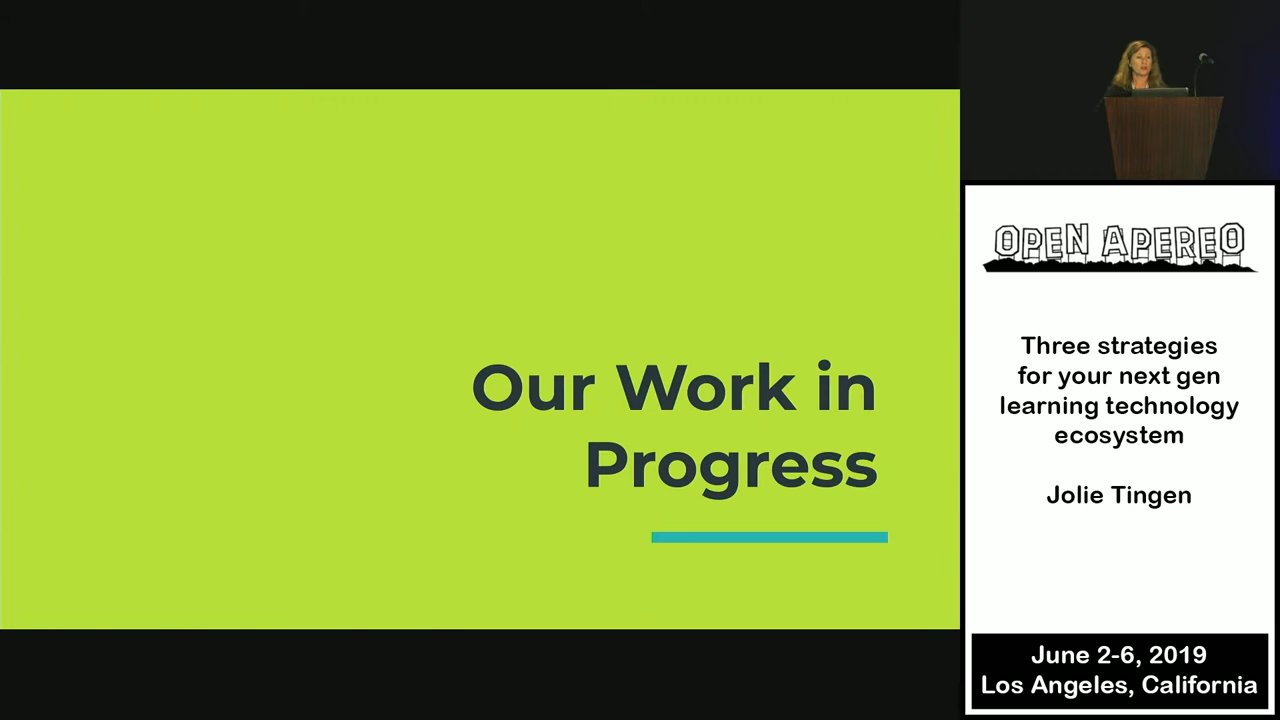 Our Work in
Progress
OPEN APEREO
Three strategies
for your next gen
learning technology
ecosystem
Jolie Tingen
June 2-6, 2019
Los Angeles, California